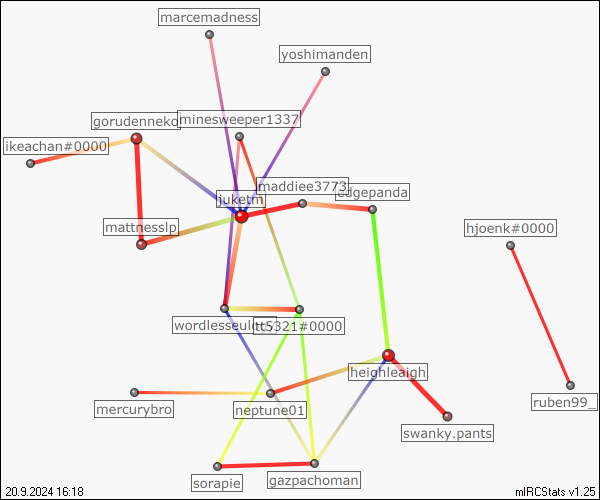 marcemadness
yoshimanden
gorudenneko
minesweeper1337
ikeachan#0000
maddiee3773
edgepanda
juketm
mattnesslp
hjoenk#0000
tt5321#0000
heighleaigh
mercurybro
neptune01
ruben99_
swanky.pants
sorapie
gazpachoman
20.9.2024 16:18
mIRCStats v1.25